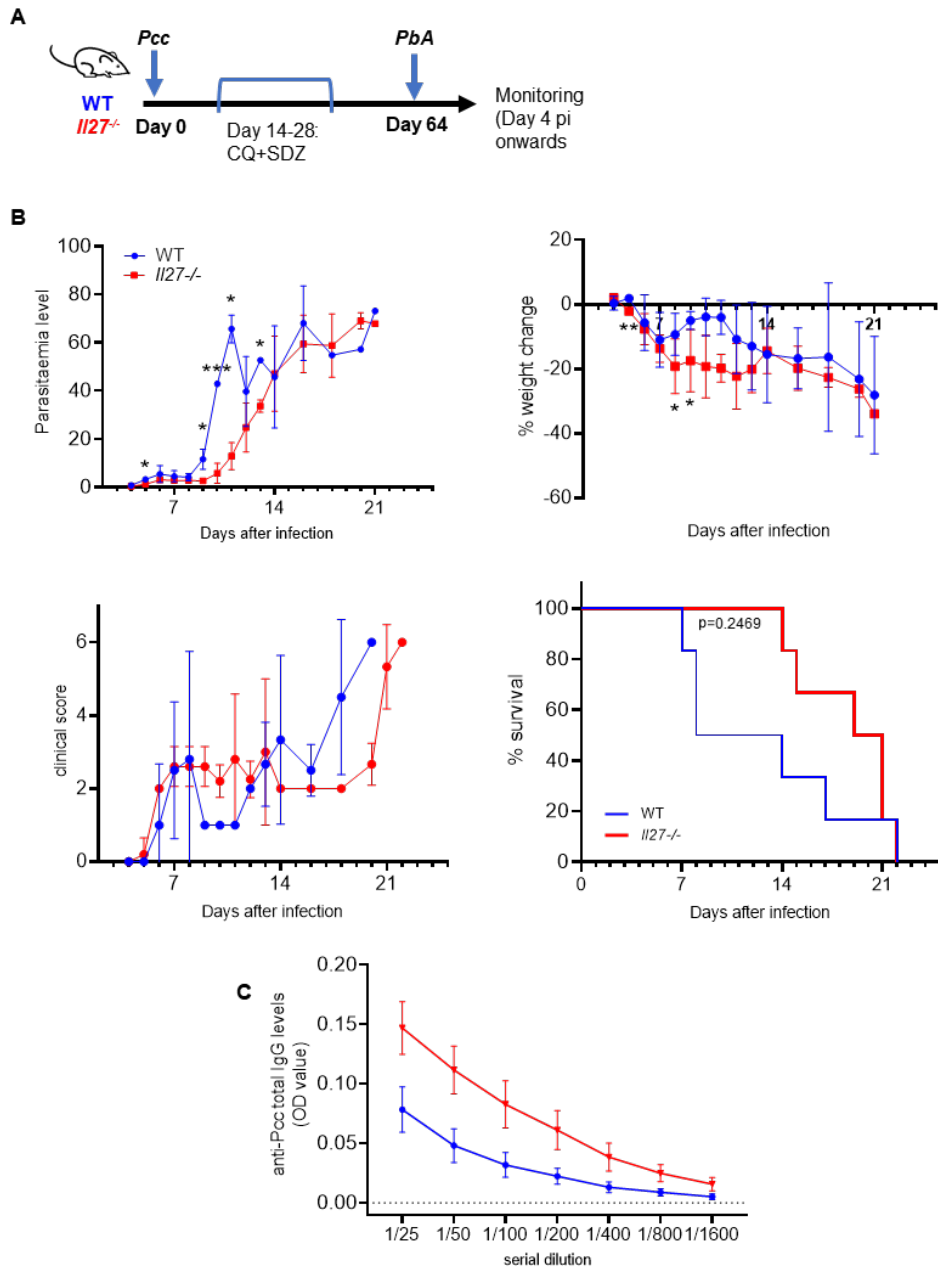 A
Pcc
PbA
WT
Il27-/-
Day 0
Day 14-28:
CQ+SDZ
Day 64
Monitoring
(Day 4 pi
onwards
B
WT
Il27-/-
100
80
60
40
20
0
Parasitaemia level
*
*
***
*
*
7
14
21
Days after infection
20
0
-20
-40
-60
% weight change
7
14
21
**
*
*
Days after infection
6
4
2
0
clinical score
7
14
21
Days after infection
100
80
60
40
20
0
% survival
p=0.2469
WT
Il27-/-
0
7
14
21
Days after infection
C
0.20
0.15
0.10
0.05
0.00
anti-Pcc total IgG levels
(OD value)
1/25 1/50 1/100 1/200 1/400 1/800 1/1600
serial dilution